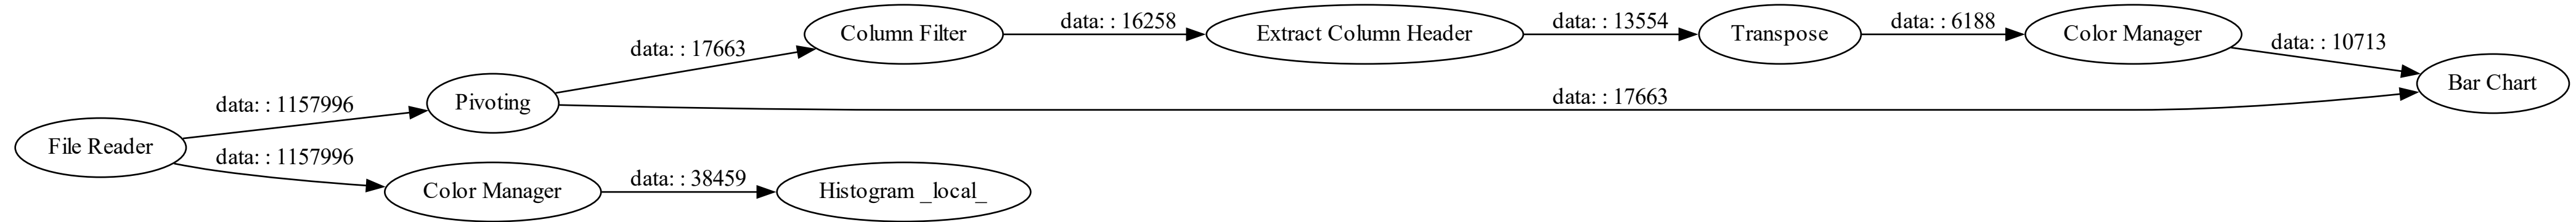 File Reader
data: : 1157996
data: : 1157996
Pivoting
Color Manager
data: : 17663
data: : 38459
Column Filter
Histogram _local_
data: : 16258
Extract Column Header
data: : 13554
data: : 17663
Transpose
data: : 6188
Color Manager
data: : 10713
Bar Chart